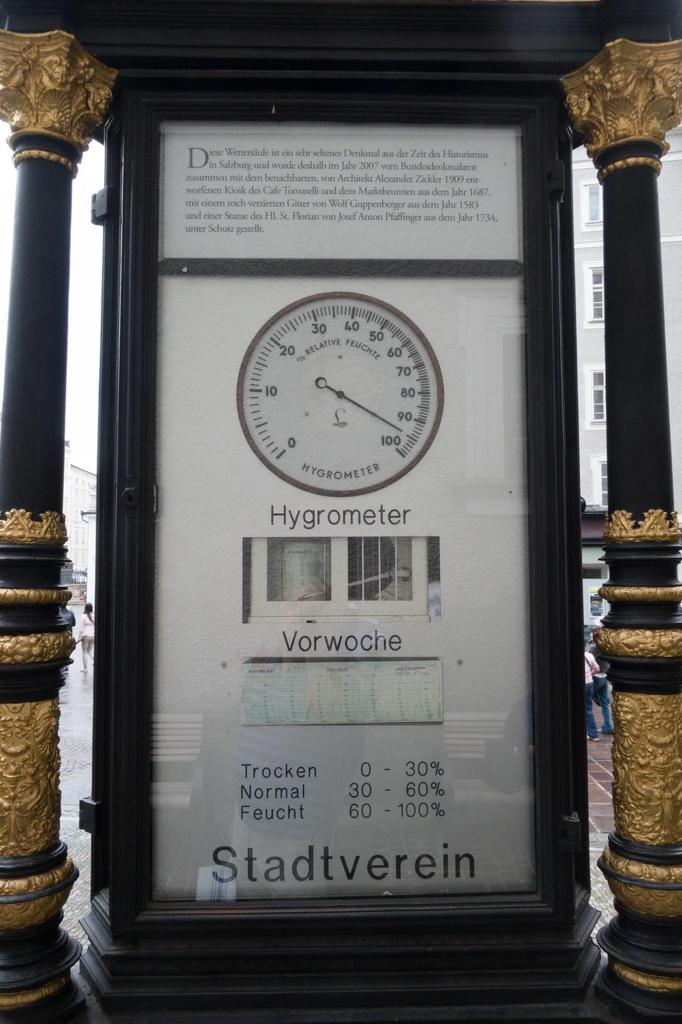 Diese Wettersäule ist ein sehr seltenes Denkmal aus der Zeit des Historismus
in Salzburg und wurde deshalb im Jahr 2007 vom Bundesdenkmalamt
zusammen mit dem benachbarten, von Architekt Alexander Zickler 1909 ent-
worfenen Kiosk des Cafe Tomaselli und dem Marktbrunnen aus dem Jahr 1687,
mit einem reich verzierten Gitter von Wolf Guppenberger aus dem Jahr 1583
und einer Statue des Hl. St. Florian von Josef Anton Pfaffinger aus dem Jahr 1734,
unter Schutz gestellt.
0 10 20 30 40 50 60 70 80 90 100
% RELATIVE FEUCHTE
HYGROMETER
Hygrometer
Vorwoche
Trocken 0 - 30%
Normal 30 - 60%
Feucht 60 - 100%
Stadtverein